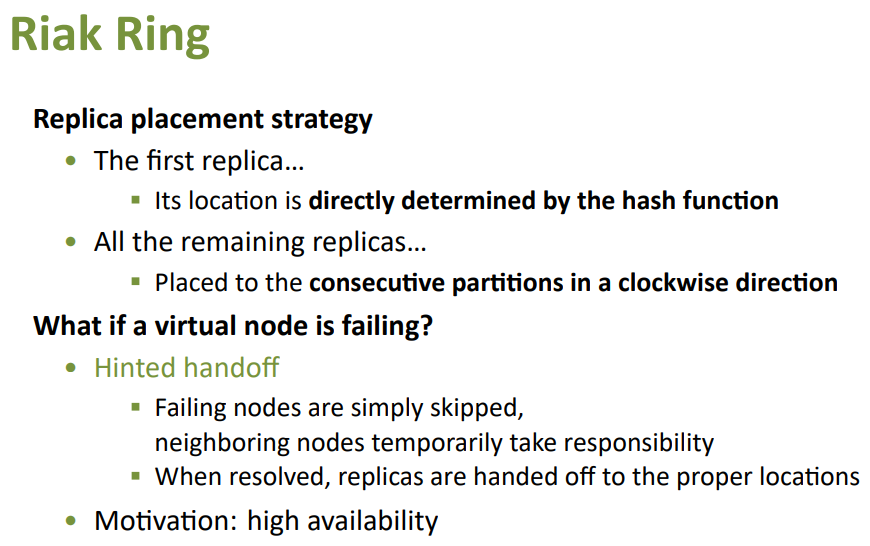 Riak Ring
Replica placement strategy
• The first replica…
▪ Its location is directly determined by the hash function
• All the remaining replicas…
▪ Placed to the consecutive partitions in a clockwise direction
What if a virtual node is failing?
• Hinted handoff
▪ Failing nodes are simply skipped,
neighboring nodes temporarily take responsibility
▪ When resolved, replicas are handed off to the proper locations
• Motivation: high availability